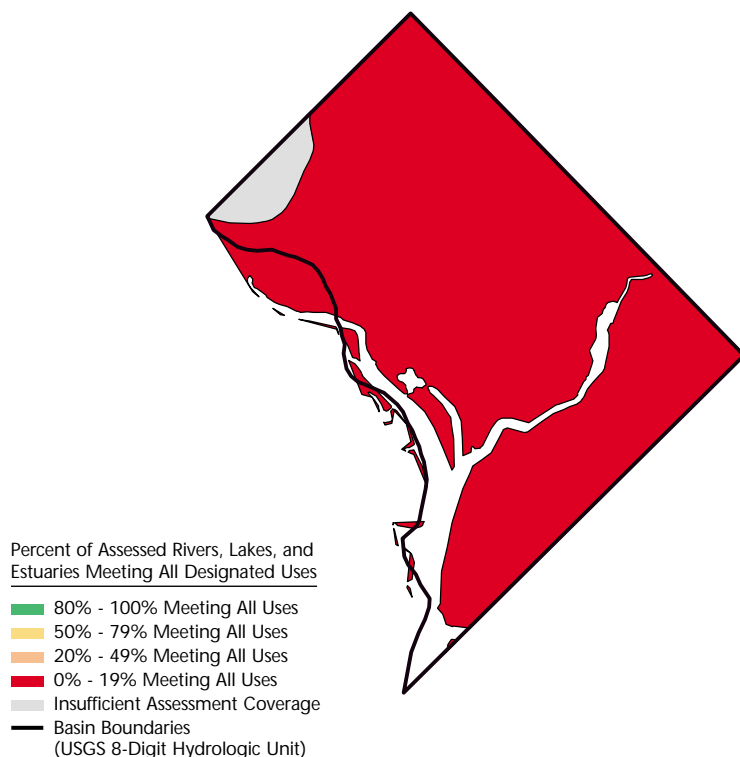 Percent of Assessed Rivers, Lakes, and
Estuaries Meeting All Designated Uses
80% - 100% Meeting All Uses
50% - 79% Meeting All Uses
20% - 49% Meeting All Uses
0% - 19% Meeting All Uses
Insufficient Assessment Coverage
Basin Boundaries
(USGS 8-Digit Hydrologic Unit)